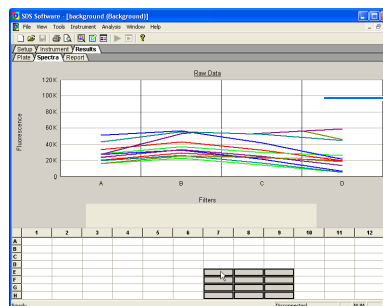 SDS Software - [background (Background)]
File View Tools Instrument Analysis Window Help
Setup Instrument Results
Plate Spectra Report
Raw Data
120K
100K
80K
60K
40K
20K
0
Fluorescence
A B C D
Filters
1 2 3 4 5 6 7 8 9 10 11 12
A
B
C
D
E
F
G
H
Ready Disconnected NUM